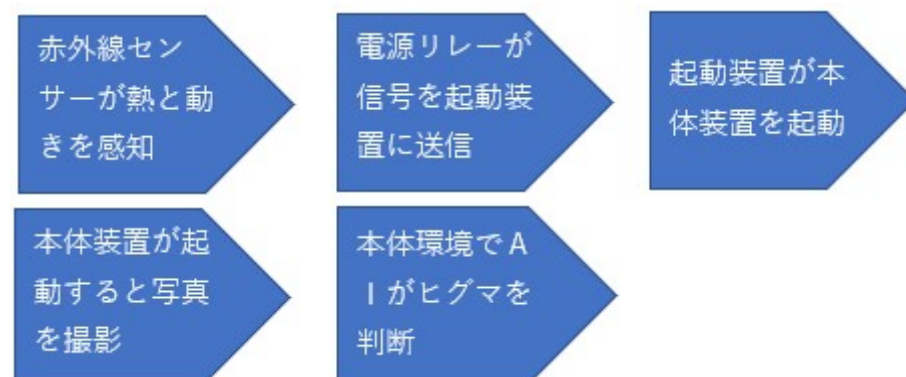 赤外線セン
サーが熱と動
きを感知
電源リレーが
信号を起動装
置に送信
起動装置が本
体装置を起動
本体装置が起
動すると写真
を撮影
本体環境でＡ
Ｉがヒグマを
判断